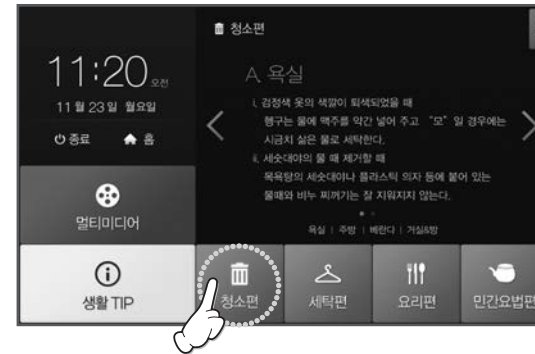 11:20 오전
11월 23일 월요일
종료 홈
멀티미디어
생활 TIP
청소편
A. 욕실
i. 검정색 옷의 색깔이 퇴색되었을 때
헹구는 물에 맥주를 약간 넣어 주고 “모”일 경우에는
시금치 삶은 물로 세탁한다.
ii. 세숫대야의 물 때 제거할 때
목욕탕의 세숫대야나 플라스틱 의자 등에 붙어 있는
물때와 비누 찌꺼기는 잘 지워지지 않는다.
욕실 | 주방 | 베란다 | 거실&방
청소편
세탁편
요리편
민간요법편